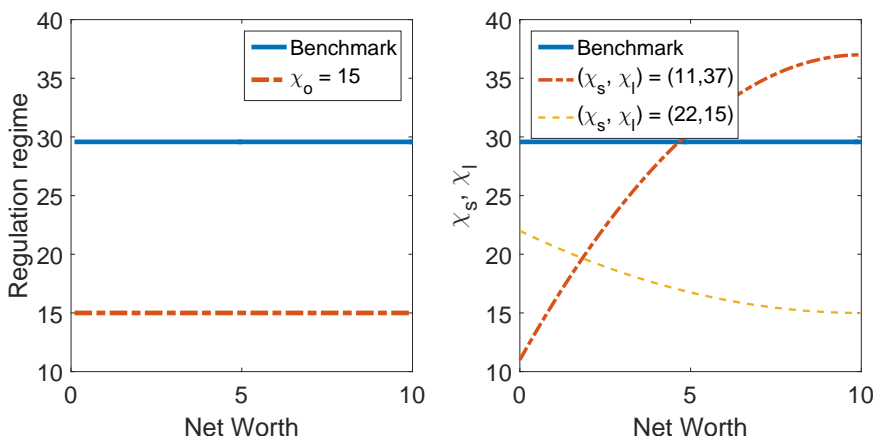 40
35
30
25
20
15
10
Regulation regime
Benchmark
χo = 15
0
5
10
Net Worth
40
35
30
25
20
15
10
χs, χl
Benchmark
(χs, χl) = (11,37)
(χs, χl) = (22,15)
0
5
10
Net Worth